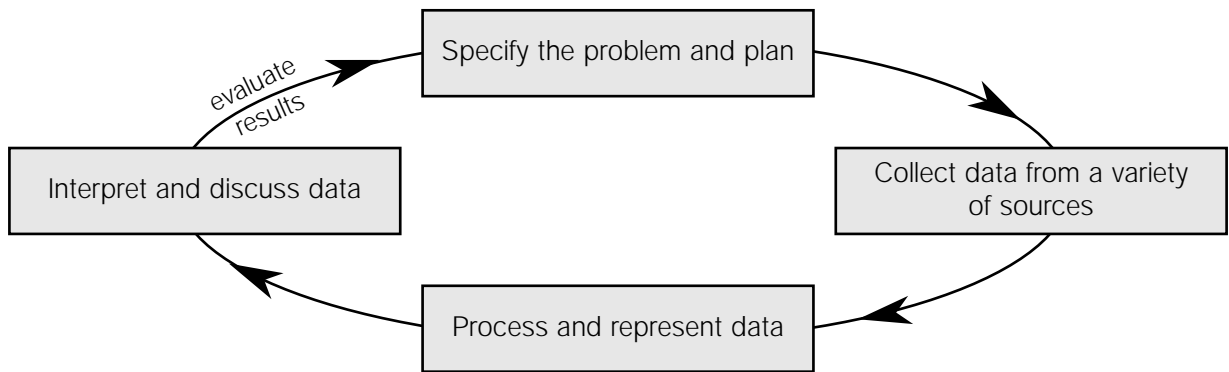 Specify the problem and plan
evaluate
results
Collect data from a variety
of sources
Interpret and discuss data
Process and represent data